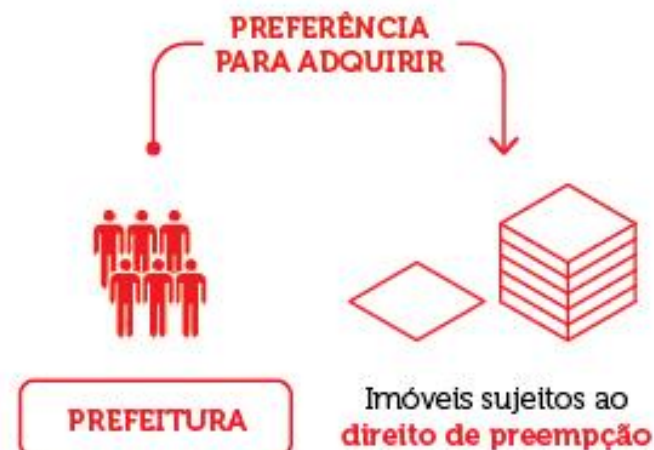 PREFERÊNCIA
PARA ADQUIRIR
PREFEITURA
Imóveis sujeitos ao
direito de preempção